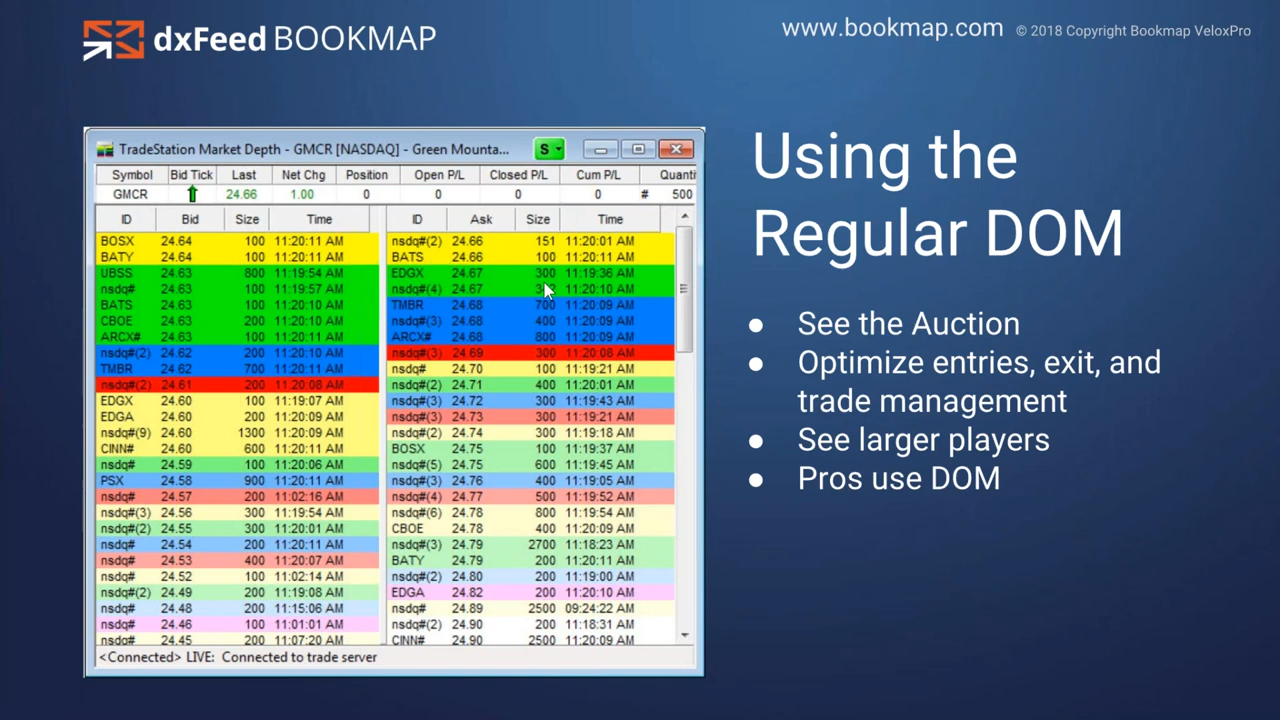 dxFeed BOOKMAP
www.bookmap.com © 2018 Copyright Bookmap VeloxPro
TradeStation Market Depth - GMCR [NASDAQ] - Green Mounta... S
Symbol Bid Tick Last Net Chg Position Open P/L Closed P/L Cum P/L Quanti
GMCR 24.66 1.00 0 0 0 0 # 500
ID Bid Size Time ID Ask Size Time
BOSX 24.64 100 11:20:11 AM nsdq#(2) 24.66 151 11:20:01 AM
BATY 24.64 100 11:20:11 AM BATS 24.66 100 11:20:11 AM
UBSS 24.63 800 11:19:54 AM EDGX 24.67 300 11:19:36 AM
nsdq# 24.63 100 11:19:57 AM nsdq#(4) 24.67 11:20:10 AM
BATS 24.63 100 11:20:10 AM TMBR 24.68 700 11:20:09 AM
CBOE 24.63 200 11:20:10 AM nsdq#(3) 24.68 400 11:20:09 AM
ARCX# 24.63 100 11:20:11 AM ARCX# 24.68 800 11:20:09 AM
nsdq#(2) 24.62 200 11:20:10 AM nsdq#(3) 24.69 300 11:20:08 AM
TMBR 24.62 700 11:20:11 AM nsdq# 24.70 100 11:19:21 AM
nsdq#(2) 24.61 200 11:20:08 AM nsdq#(2) 24.71 400 11:20:01 AM
EDGX 24.60 100 11:19:07 AM nsdq#(3) 24.72 300 11:19:43 AM
EDGA 24.60 200 11:20:09 AM nsdq#(3) 24.73 300 11:19:21 AM
nsdq#(9) 24.60 1300 11:20:09 AM nsdq#(2) 24.74 300 11:19:18 AM
CINN# 24.60 600 11:20:11 AM BOSX 24.75 100 11:19:37 AM
nsdq# 24.59 100 11:20:06 AM nsdq#(5) 24.75 600 11:19:45 AM
PSX 24.58 900 11:20:11 AM nsdq#(3) 24.76 400 11:19:05 AM
nsdq# 24.57 200 11:02:16 AM nsdq#(4) 24.77 500 11:19:52 AM
nsdq#(3) 24.56 300 11:19:54 AM nsdq#(6) 24.78 800 11:19:54 AM
nsdq#(2) 24.55 300 11:20:01 AM CBOE 24.78 400 11:20:09 AM
nsdq# 24.54 200 11:20:11 AM nsdq#(3) 24.79 2700 11:18:23 AM
nsdq# 24.53 400 11:20:07 AM BATY 24.79 200 11:20:11 AM
nsdq# 24.52 100 11:02:14 AM nsdq#(2) 24.80 200 11:19:00 AM
nsdq#(2) 24.49 200 11:19:08 AM EDGA 24.82 200 11:20:10 AM
nsdq# 24.48 200 11:15:06 AM nsdq# 24.89 2500 09:24:22 AM
nsdq# 24.46 100 11:01:01 AM nsdq#(2) 24.90 200 11:18:31 AM
nsdq# 24.45 200 11:07:20 AM CINN# 24.90 2500 11:20:09 AM
<Connected> LIVE: Connected to trade server
Using the
Regular DOM
● See the Auction
● Optimize entries, exit, and
trade management
● See larger players
● Pros use DOM